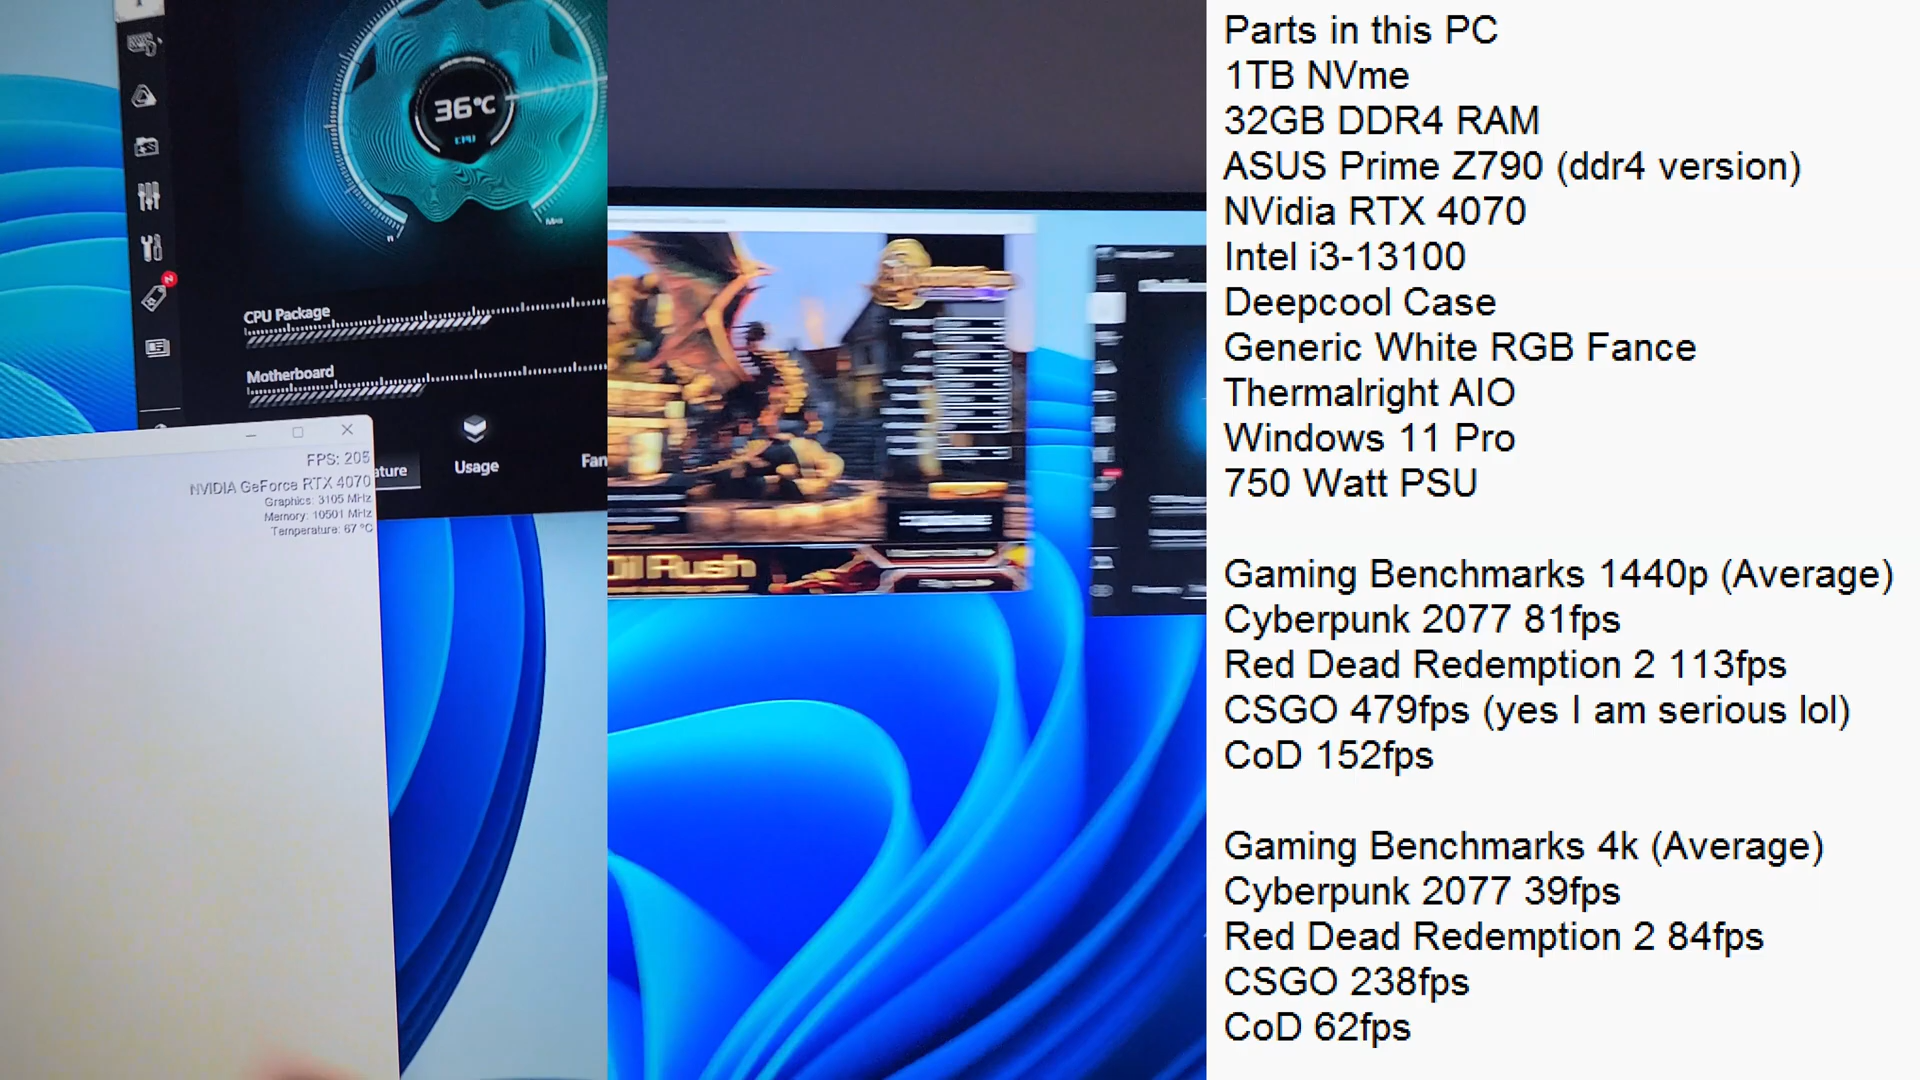 36°C
CPU
CPU Package
Motherboard
Usage
Fan
ature
FPS: 205
NVIDIA GeForce RTX 4070
Graphics: 3105 MHz
Memory: 10501 MHz
Temperature: 67 °C
Oil Rush
Parts in this PC
1TB NVme
32GB DDR4 RAM
ASUS Prime Z790 (ddr4 version)
NVidia RTX 4070
Intel i3-13100
Deepcool Case
Generic White RGB Fance
Thermalright AIO
Windows 11 Pro
750 Watt PSU
Gaming Benchmarks 1440p (Average)
Cyberpunk 2077 81fps
Red Dead Redemption 2 113fps
CSGO 479fps (yes I am serious lol)
CoD 152fps
Gaming Benchmarks 4k (Average)
Cyberpunk 2077 39fps
Red Dead Redemption 2 84fps
CSGO 238fps
CoD 62fps